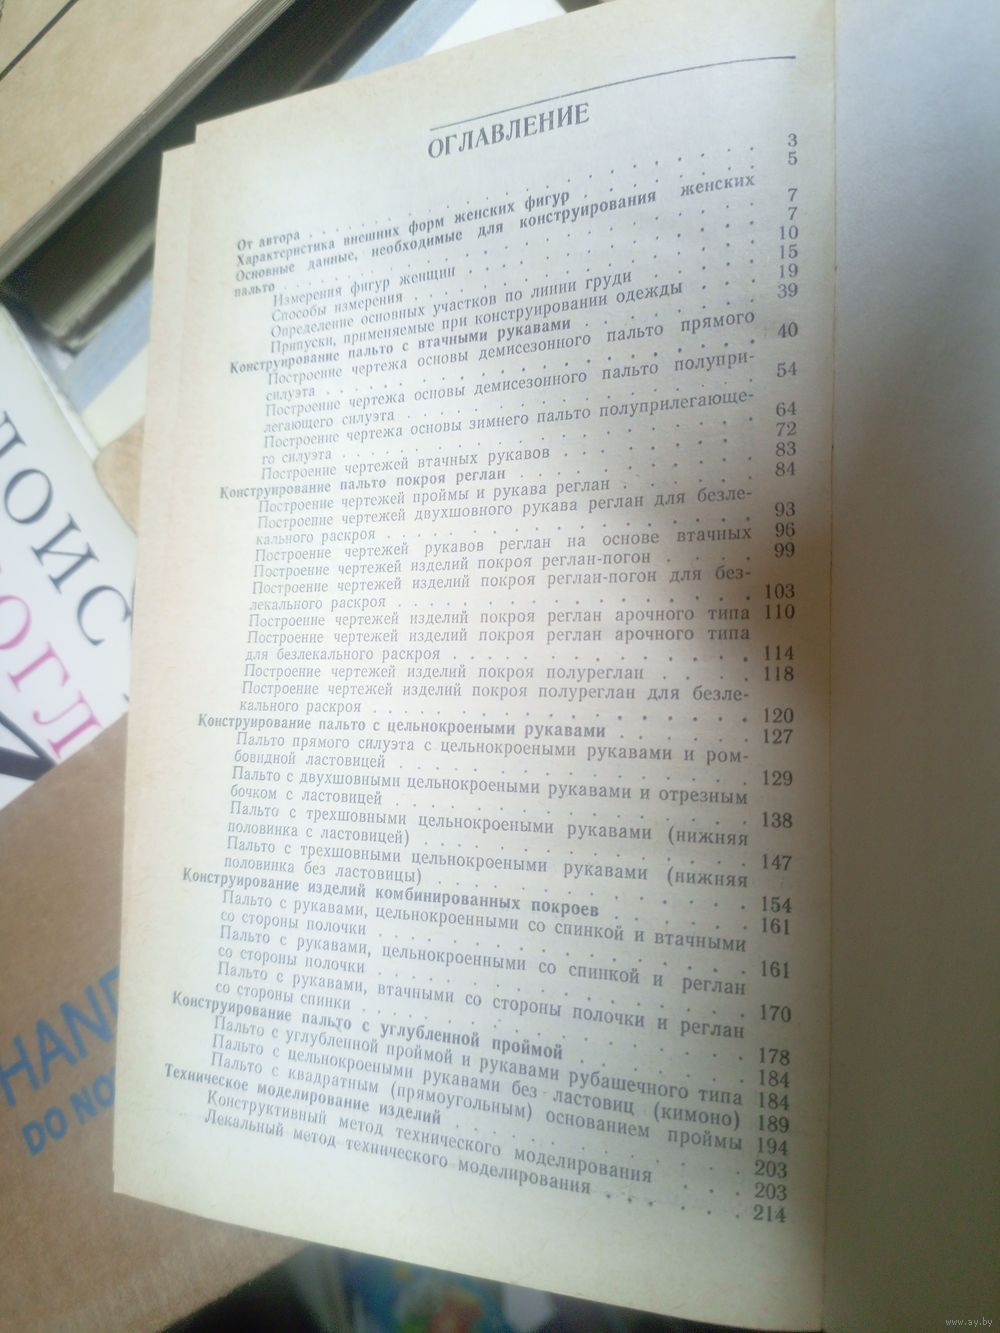 ОГЛАВЛЕНИЕ
От автора . . . . . . . . . . . . . . . . 3
Характеристика внешних форм женских фигур . . . . . . 5
Основные данные, необходимые для конструирования женских
пальто . . . . . . . . . . . . . . . . . 7
Измерения фигур женщин . . . . . . . . . . . 7
Способы измерения . . . . . . . . . . . . . 10
Определение основных участков по линии груди . . . . 15
Припуски, применяемые при конструировании одежды . . . 19
Конструирование пальто с втачными рукавами . . . . . . 39
Построение чертежа основы демисезонного пальто прямого
силуэта . . . . . . . . . . . . . . . . 40
Построение чертежа основы демисезонного пальто полупри-
легающего силуэта . . . . . . . . . . . . . 54
Построение чертежа основы зимнего пальто полуприлегающе-
го силуэта . . . . . . . . . . . . . . . 64
Построение чертежей втачных рукавов . . . . . . . 72
Конструирование пальто покроя реглан . . . . . . . . 83
Построение чертежей проймы и рукава реглан . . . . . 84
Построение чертежей двухшовного рукава реглан для безле-
кального раскроя . . . . . . . . . . . . . 93
Построение чертежей рукавов реглан на основе втачных 96
Построение чертежей изделий покроя реглан-погон . . . . 99
Построение чертежей изделий покроя реглан-погон для без-
лекального раскроя . . . . . . . . . . . . . 103
Построение чертежей изделий покроя реглан арочного типа 110
Построение чертежей изделий покроя реглан арочного типа
для безлекального раскроя . . . . . . . . . . . 114
Построение чертежей изделий покроя полуреглан . . . . 118
Построение чертежей изделий покроя полуреглан для безле-
кального раскроя . . . . . . . . . . . . . . 120
Конструирование пальто с цельнокроеными рукавами . . . . . 127
Пальто прямого силуэта с цельнокроеными рукавами и ром-
бовидной ластовицей . . . . . . . . . . . . . 129
Пальто с двухшовными цельнокроеными рукавами и отрезным
бочком с ластовицей . . . . . . . . . . . . . 138
Пальто с трехшовными цельнокроеными рукавами (нижняя
половинка с ластовицей) . . . . . . . . . . . . 147
Пальто с трехшовными цельнокроеными рукавами (нижняя
половинка без ластовицы) . . . . . . . . . . . 154
Конструирование изделий комбинированных покроев . . . . . 161
Пальто с рукавами, цельнокроенными со спинкой и втачными
со стороны полочки . . . . . . . . . . . . . 161
Пальто с рукавами, цельнокроенными со спинкой и реглан
со стороны полочки . . . . . . . . . . . . . 170
Пальто с рукавами, втачными со стороны полочки и реглан
со стороны спинки . . . . . . . . . . . . . 178
Конструирование пальто с углубленной проймой . . . . . . 184
Пальто с углубленной проймой и рукавами рубашечного типа 184
Пальто с цельнокроеными рукавами без ластовиц (кимоно) 189
Пальто с квадратным (прямоугольным) основанием проймы 194
Техническое моделирование изделий . . . . . . . . . 203
Конструктивный метод технического моделирования . . . 203
Лекальный метод технического моделирования . . . . . 214
ПОИС
ОГЛ
HAND
DO NOT
www.ay.by